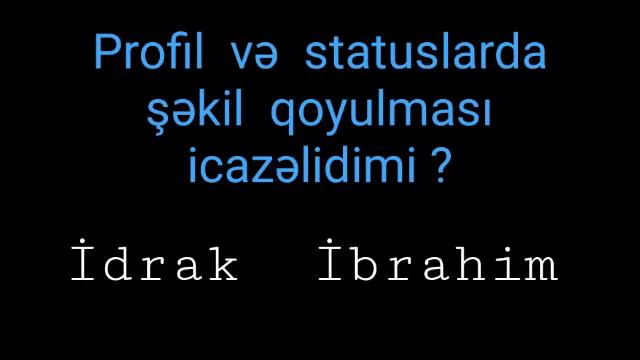 Profil və statuslarda
şəkil qoyulması
icazəlidimi ?
İdrak İbrahim